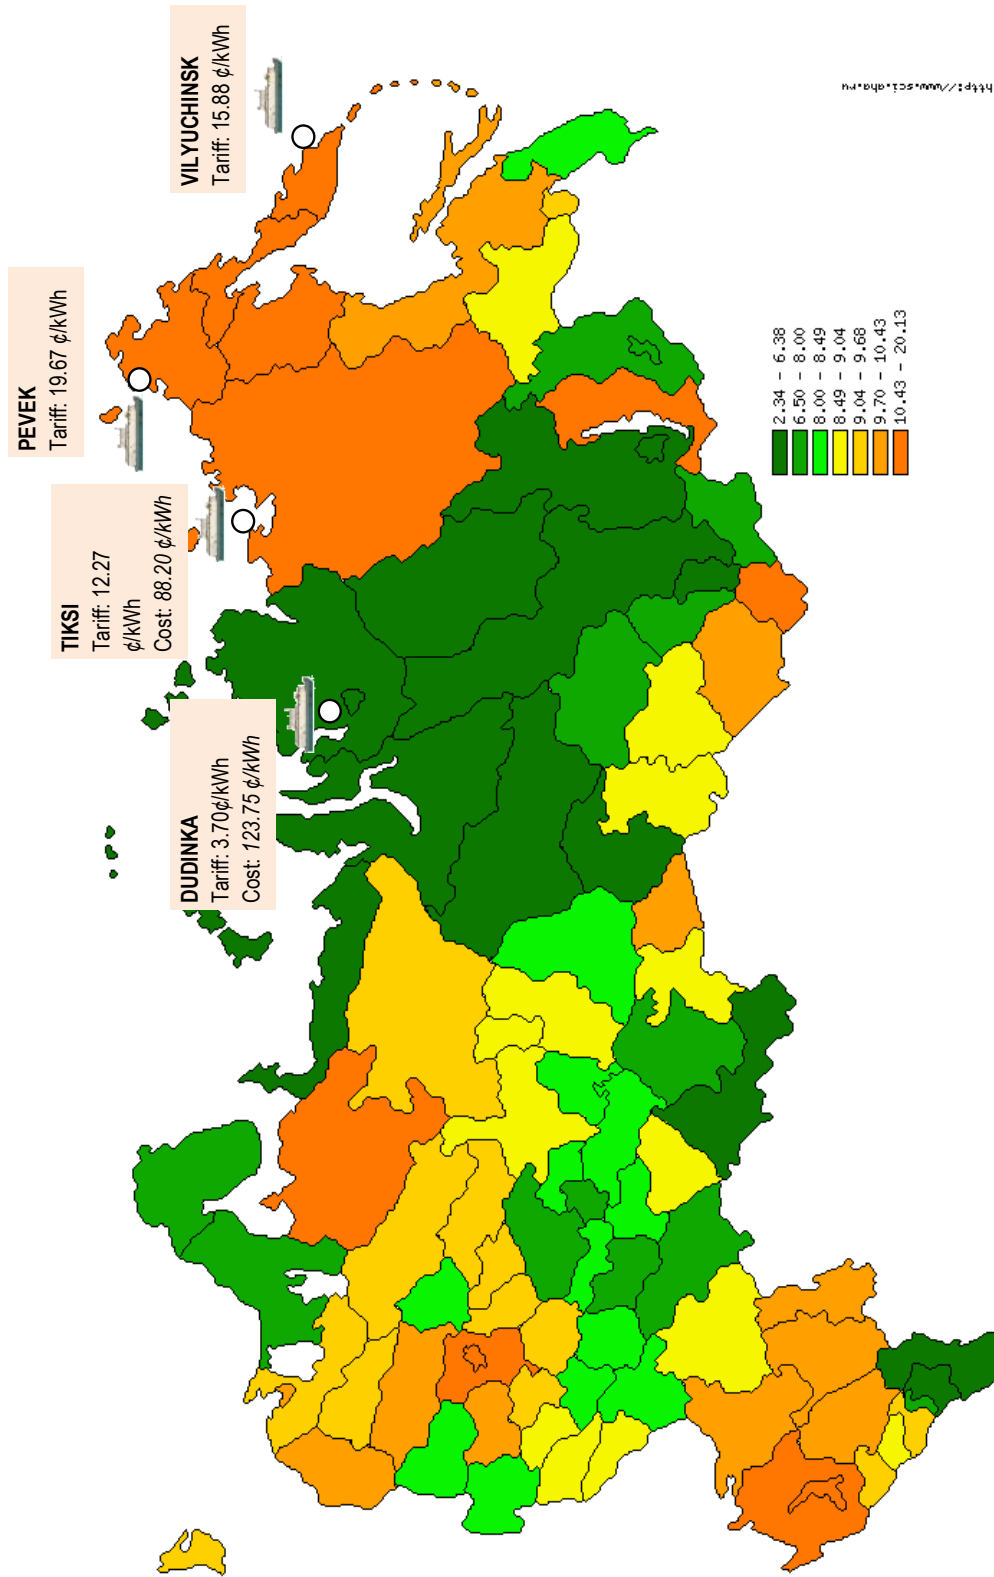 PEVEK
Tariff: 19.67 ¢/kWh
VILYUCHINSK
Tariff: 15.88 ¢/kWh
TIKSI
Tariff: 12.27
¢/kWh
Cost: 88.20 ¢/kWh
DUDINKA
Tariff: 3.70¢/kWh
Cost: 123.75 ¢/kWh
2.34 - 6.38
6.50 - 8.00
8.00 - 8.49
8.49 - 9.04
9.04 - 9.68
9.70 - 10.43
10.43 - 20.13
http://www.sci.aha.ru